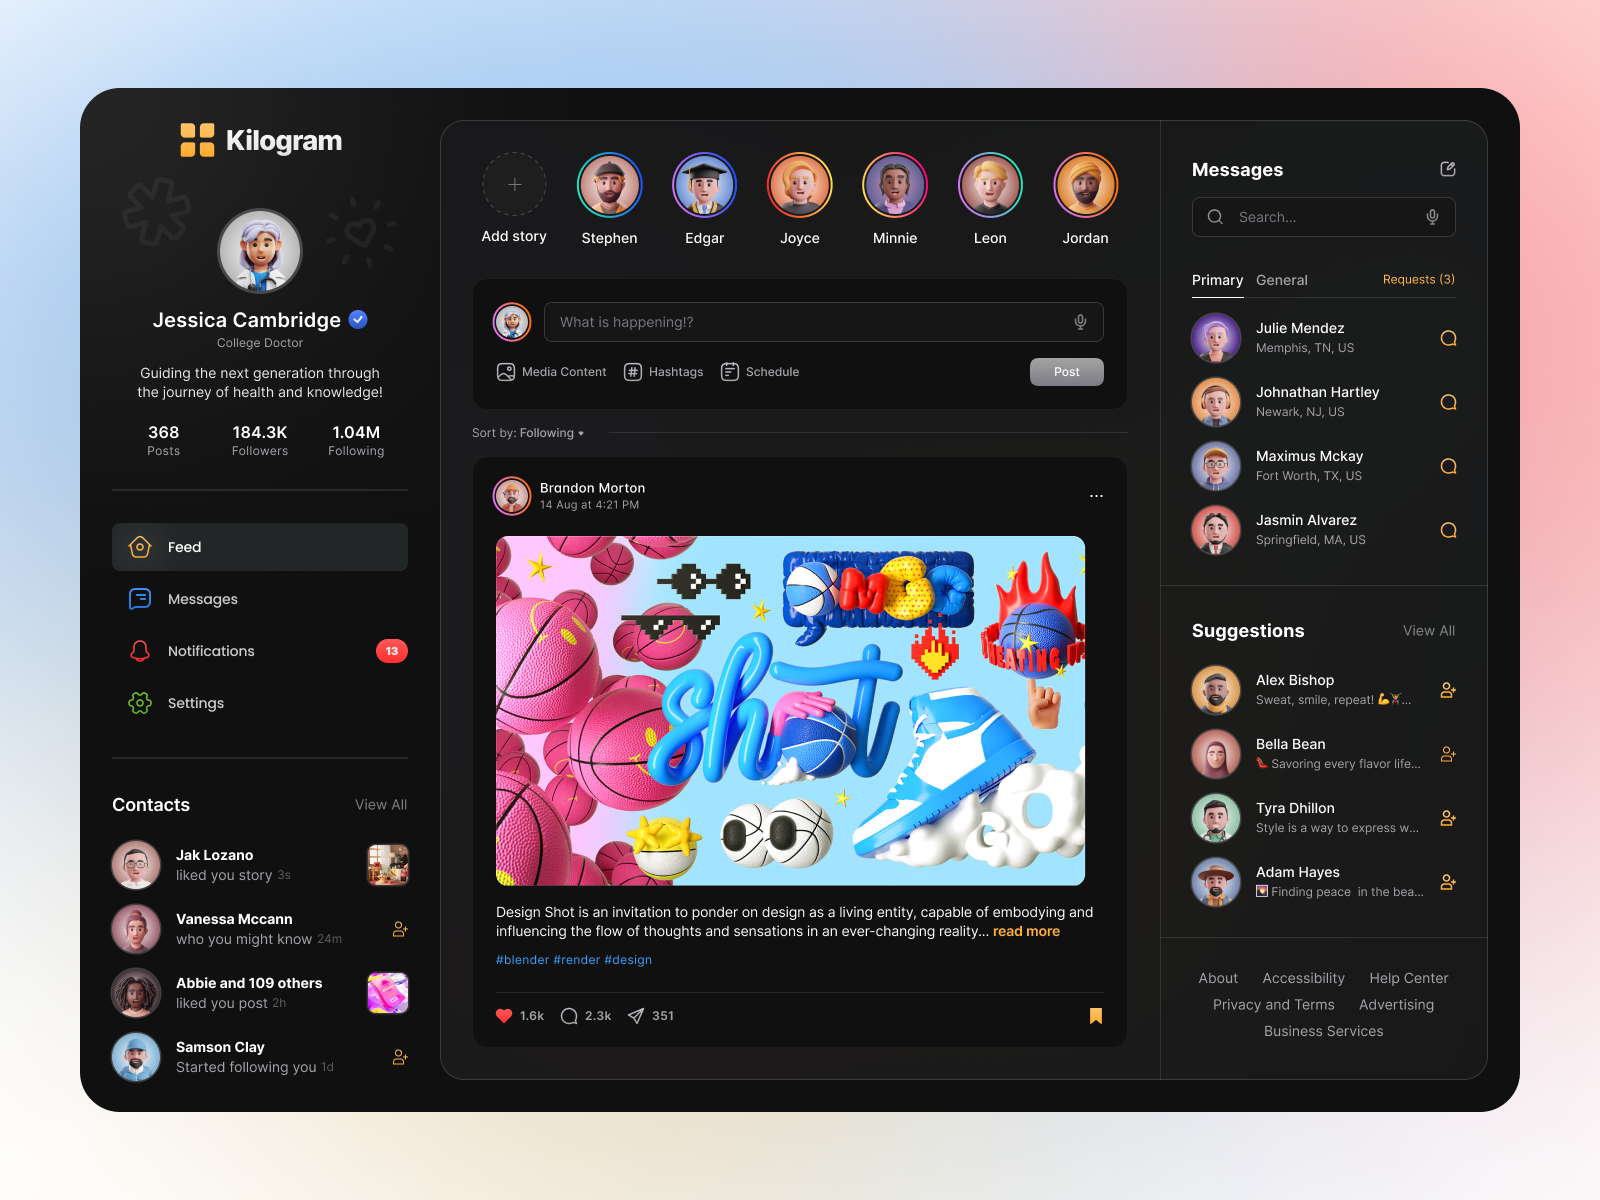 Kilogram
Jessica Cambridge
College Doctor
Guiding the next generation through
the journey of health and knowledge!
368
Posts
184.3K
Followers
1.04M
Following
Feed
Messages
Notifications
13
Settings
Contacts
View All
Jak Lozano
liked you story 3s
Vanessa Mccann
who you might know 24m
Abbie and 109 others
liked you post 2h
Samson Clay
Started following you 1d
Add story
Stephen
Edgar
Joyce
Minnie
Leon
Jordan
What is happening!?
Media Content
Hashtags
Schedule
Post
Sort by: Following
Brandon Morton
14 Aug at 4:21 PM
...
OMGG
HEATING UP
shot
GO
Design Shot is an invitation to ponder on design as a living entity, capable of embodying and
influencing the flow of thoughts and sensations in an ever-changing reality... read more
#blender #render #design
1.6k
2.3k
351
Messages
Search...
Primary
General
Requests (3)
Julie Mendez
Memphis, TN, US
Johnathan Hartley
Newark, NJ, US
Maximus Mckay
Fort Worth, TX, US
Jasmin Alvarez
Springfield, MA, US
Suggestions
View All
Alex Bishop
Sweat, smile, repeat! 💪🏋...
Bella Bean
🌶 Savoring every flavor life...
Tyra Dhillon
Style is a way to express w...
Adam Hayes
🌄 Finding peace in the bea...
About
Accessibility
Help Center
Privacy and Terms
Advertising
Business Services